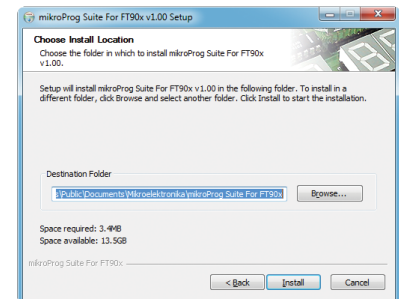 mikroProg Suite For FT90x v1.00 Setup
Choose Install Location
Choose the folder in which to install mikroProg Suite For FT90x
v1.00.
Setup will install mikroProg Suite For FT90x v1.00 in the following folder. To install in a
different folder, click Browse and select another folder. Click Install to start the installation.
Destination Folder
s\Public\Documents\Mikroelektronika\mikroProg Suite For FT90x
Browse...
Space required: 3.4MB
Space available: 13.5GB
mikroProg Suite For FT90x
< Back Install Cancel